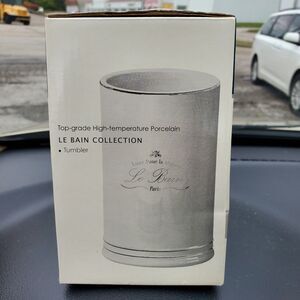 Top-grade High-temperature Porcelain
LE BAIN COLLECTION
• Tumbler
Le Bain
Paris